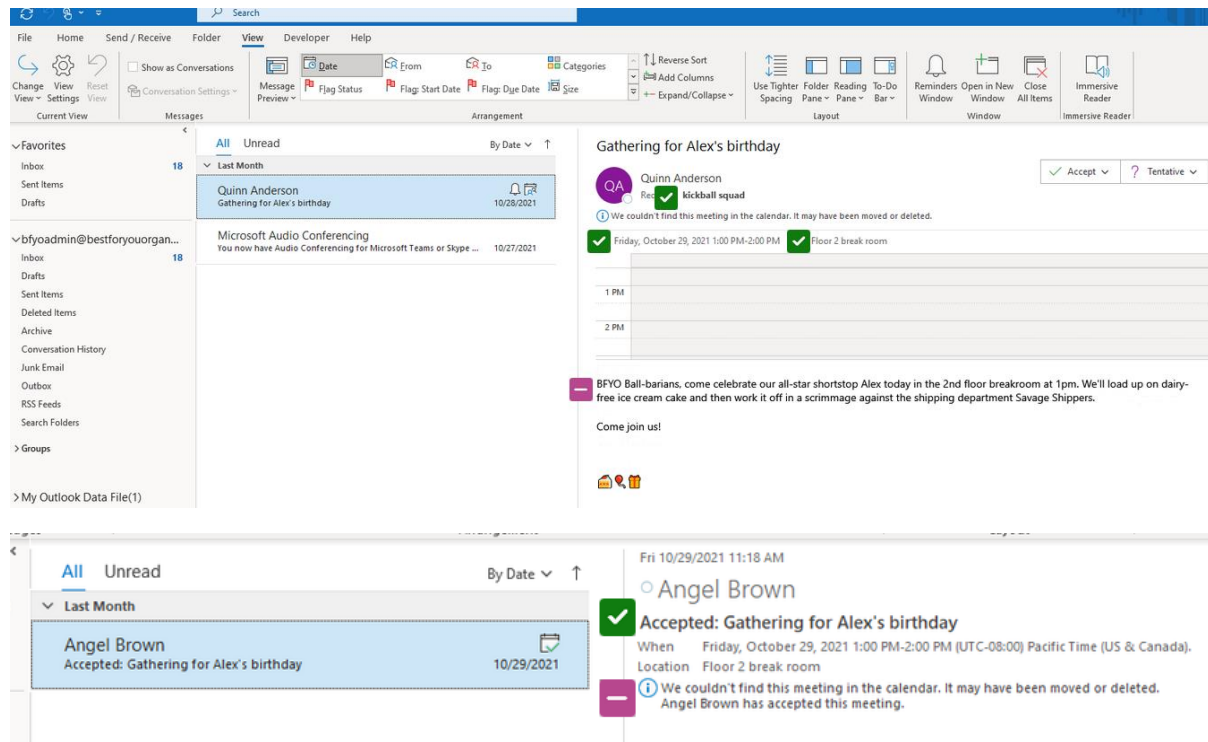 Search
File Home Send / Receive Folder View Developer Help
Change View View Settings Reset View
Current View
Show as Conversations
Conversation Settings
Messages
Message Preview
Date From To Categories
Flag Status Flag: Start Date Flag: Due Date Size
Reverse Sort
Add Columns
Expand/Collapse
Arrangement
Use Tighter Spacing Folder Pane Reading Pane To-Do Bar
Layout
Reminders Window Open in New Window Close All Items
Window
Immersive Reader
Immersive Reader
Favorites
Inbox 18
Sent Items
Drafts
bfyoadmin@bestforyouorgan...
Inbox 18
Drafts
Sent Items
Deleted Items
Archive
Conversation History
Junk Email
Outbox
RSS Feeds
Search Folders
Groups
My Outlook Data File(1)
All Unread By Date
Last Month
Quinn Anderson
Gathering for Alex's birthday 10/28/2021
Microsoft Audio Conferencing
You now have Audio Conferencing for Microsoft Teams or Skype ... 10/27/2021
Gathering for Alex's birthday
QA
Quinn Anderson
kickball squad
Accept ? Tentative
We couldn't find this meeting in the calendar. It may have been moved or deleted.
Friday, October 29, 2021 1:00 PM-2:00 PM Floor 2 break room
1 PM
2 PM
BFYO Ball-barians, come celebrate our all-star shortstop Alex today in the 2nd floor breakroom at 1pm. We'll load up on dairy-
free ice cream cake and then work it off in a scrimmage against the shipping department Savage Shippers.
Come join us!
All Unread By Date
Last Month
Angel Brown
Accepted: Gathering for Alex's birthday 10/29/2021
Fri 10/29/2021 11:18 AM
Angel Brown
Accepted: Gathering for Alex's birthday
When Friday, October 29, 2021 1:00 PM-2:00 PM (UTC-08:00) Pacific Time (US & Canada).
Location Floor 2 break room
We couldn't find this meeting in the calendar. It may have been moved or deleted.
Angel Brown has accepted this meeting.